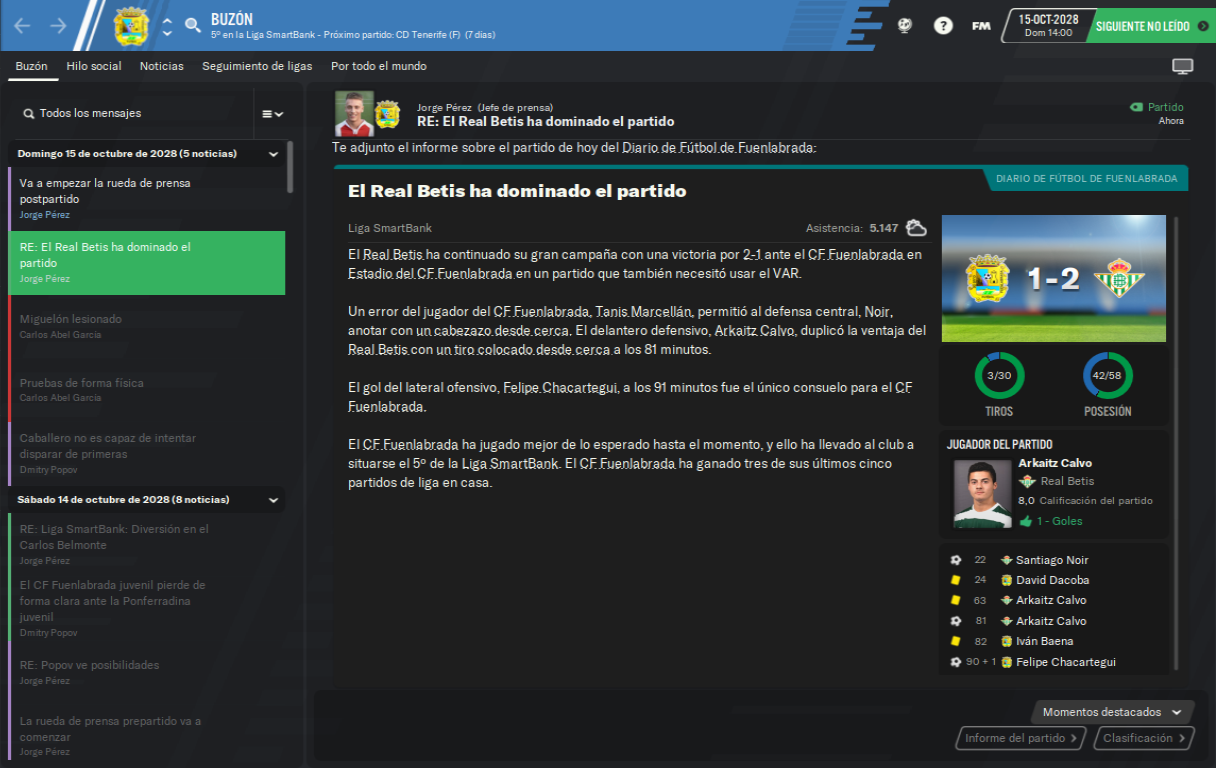 BUZÓN
5º en la Liga SmartBank - Próximo partido: CD Tenerife (F) (7 días)
?
FM
15-OCT-2028
Dom 14:00
SIGUIENTE NO LEÍDO
Buzón
Hilo social
Noticias
Seguimiento de ligas
Por todo el mundo
Todos los mensajes
Domingo 15 de octubre de 2028 (5 noticias)
Va a empezar la rueda de prensa
postpartido
Jorge Pérez
RE: El Real Betis ha dominado el
partido
Jorge Pérez
Miguelón lesionado
Carlos Abel García
Pruebas de forma física
Carlos Abel García
Caballero no es capaz de intentar
disparar de primeras
Dmitry Popov
Sábado 14 de octubre de 2028 (8 noticias)
RE: Liga SmartBank: Diversión en el
Carlos Belmonte
Jorge Pérez
El CF Fuenlabrada juvenil pierde de
forma clara ante la Ponferradina
juvenil
Dmitry Popov
RE: Popov ve posibilidades
Jorge Pérez
La rueda de prensa prepartido va a
comenzar
Jorge Pérez
Jorge Pérez (Jefe de prensa)
RE: El Real Betis ha dominado el partido
Partido
Ahora
Te adjunto el informe sobre el partido de hoy del Diario de Fútbol de Fuenlabrada:
DIARIO DE FÚTBOL DE FUENLABRADA
El Real Betis ha dominado el partido
Liga SmartBank
Asistencia: 5.147
El Real Betis ha continuado su gran campaña con una victoria por 2-1 ante el CF Fuenlabrada en
Estadio del CF Fuenlabrada en un partido que también necesitó usar el VAR.
Un error del jugador del CF Fuenlabrada, Tanis Marcellán, permitió al defensa central, Noir,
anotar con un cabezazo desde cerca. El delantero defensivo, Arkaitz Calvo, duplicó la ventaja del
Real Betis con un tiro colocado desde cerca a los 81 minutos.
El gol del lateral ofensivo, Felipe Chacartegui, a los 91 minutos fue el único consuelo para el CF
Fuenlabrada.
El CF Fuenlabrada ha jugado mejor de lo esperado hasta el momento, y ello ha llevado al club a
situarse el 5º de la Liga SmartBank. El CF Fuenlabrada ha ganado tres de sus últimos cinco
partidos de liga en casa.
1-2
3/30
TIROS
42/58
POSESIÓN
JUGADOR DEL PARTIDO
Arkaitz Calvo
Real Betis
8,0 Calificación del partido
1 - Goles
22 Santiago Noir
24 David Dacoba
63 Arkaitz Calvo
81 Arkaitz Calvo
82 Iván Baena
90 + 1 Felipe Chacartegui
Momentos destacados
Informe del partido
Clasificación